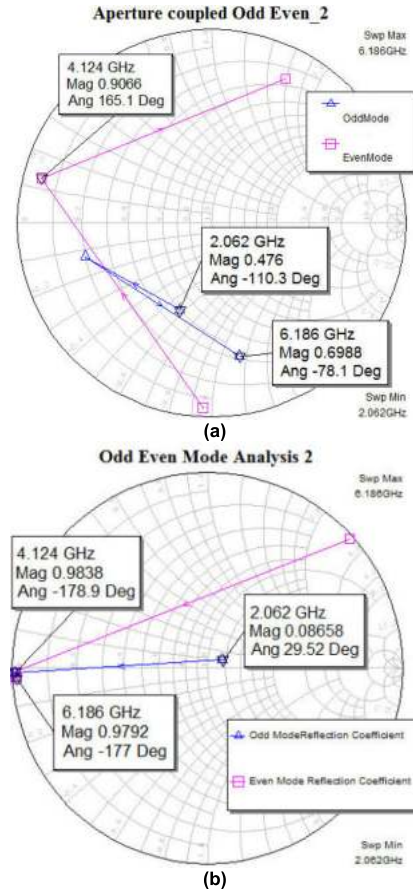 Aperture coupled Odd Even_2
Swp Max
6.186GHz
4.124 GHz
Mag 0.9066
Ang 165.1 Deg
OddMode
EvenMode
2.062 GHz
Mag 0.476
Ang -110.3 Deg
6.186 GHz
Mag 0.6988
Ang -78.1 Deg
Swp Min
2.062GHz
(a)
Odd Even Mode Analysis 2
Swp Max
6.186GHz
4.124 GHz
Mag 0.9838
Ang -178.9 Deg
2.062 GHz
Mag 0.08658
Ang 29.52 Deg
6.186 GHz
Mag 0.9792
Ang -177 Deg
Odd ModeReflection Coefficient
Even Mode Reflection Coefficient
Swp Min
2.062GHz
(b)